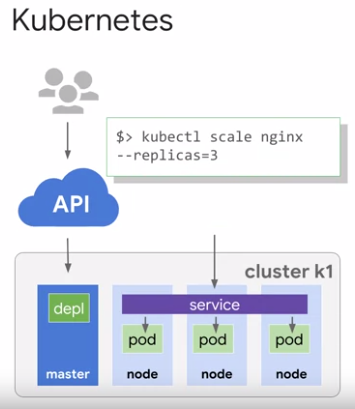 Kubernetes
$> kubectl scale nginx
--replicas=3
API
cluster k1
depl
service
pod pod pod
master node node node